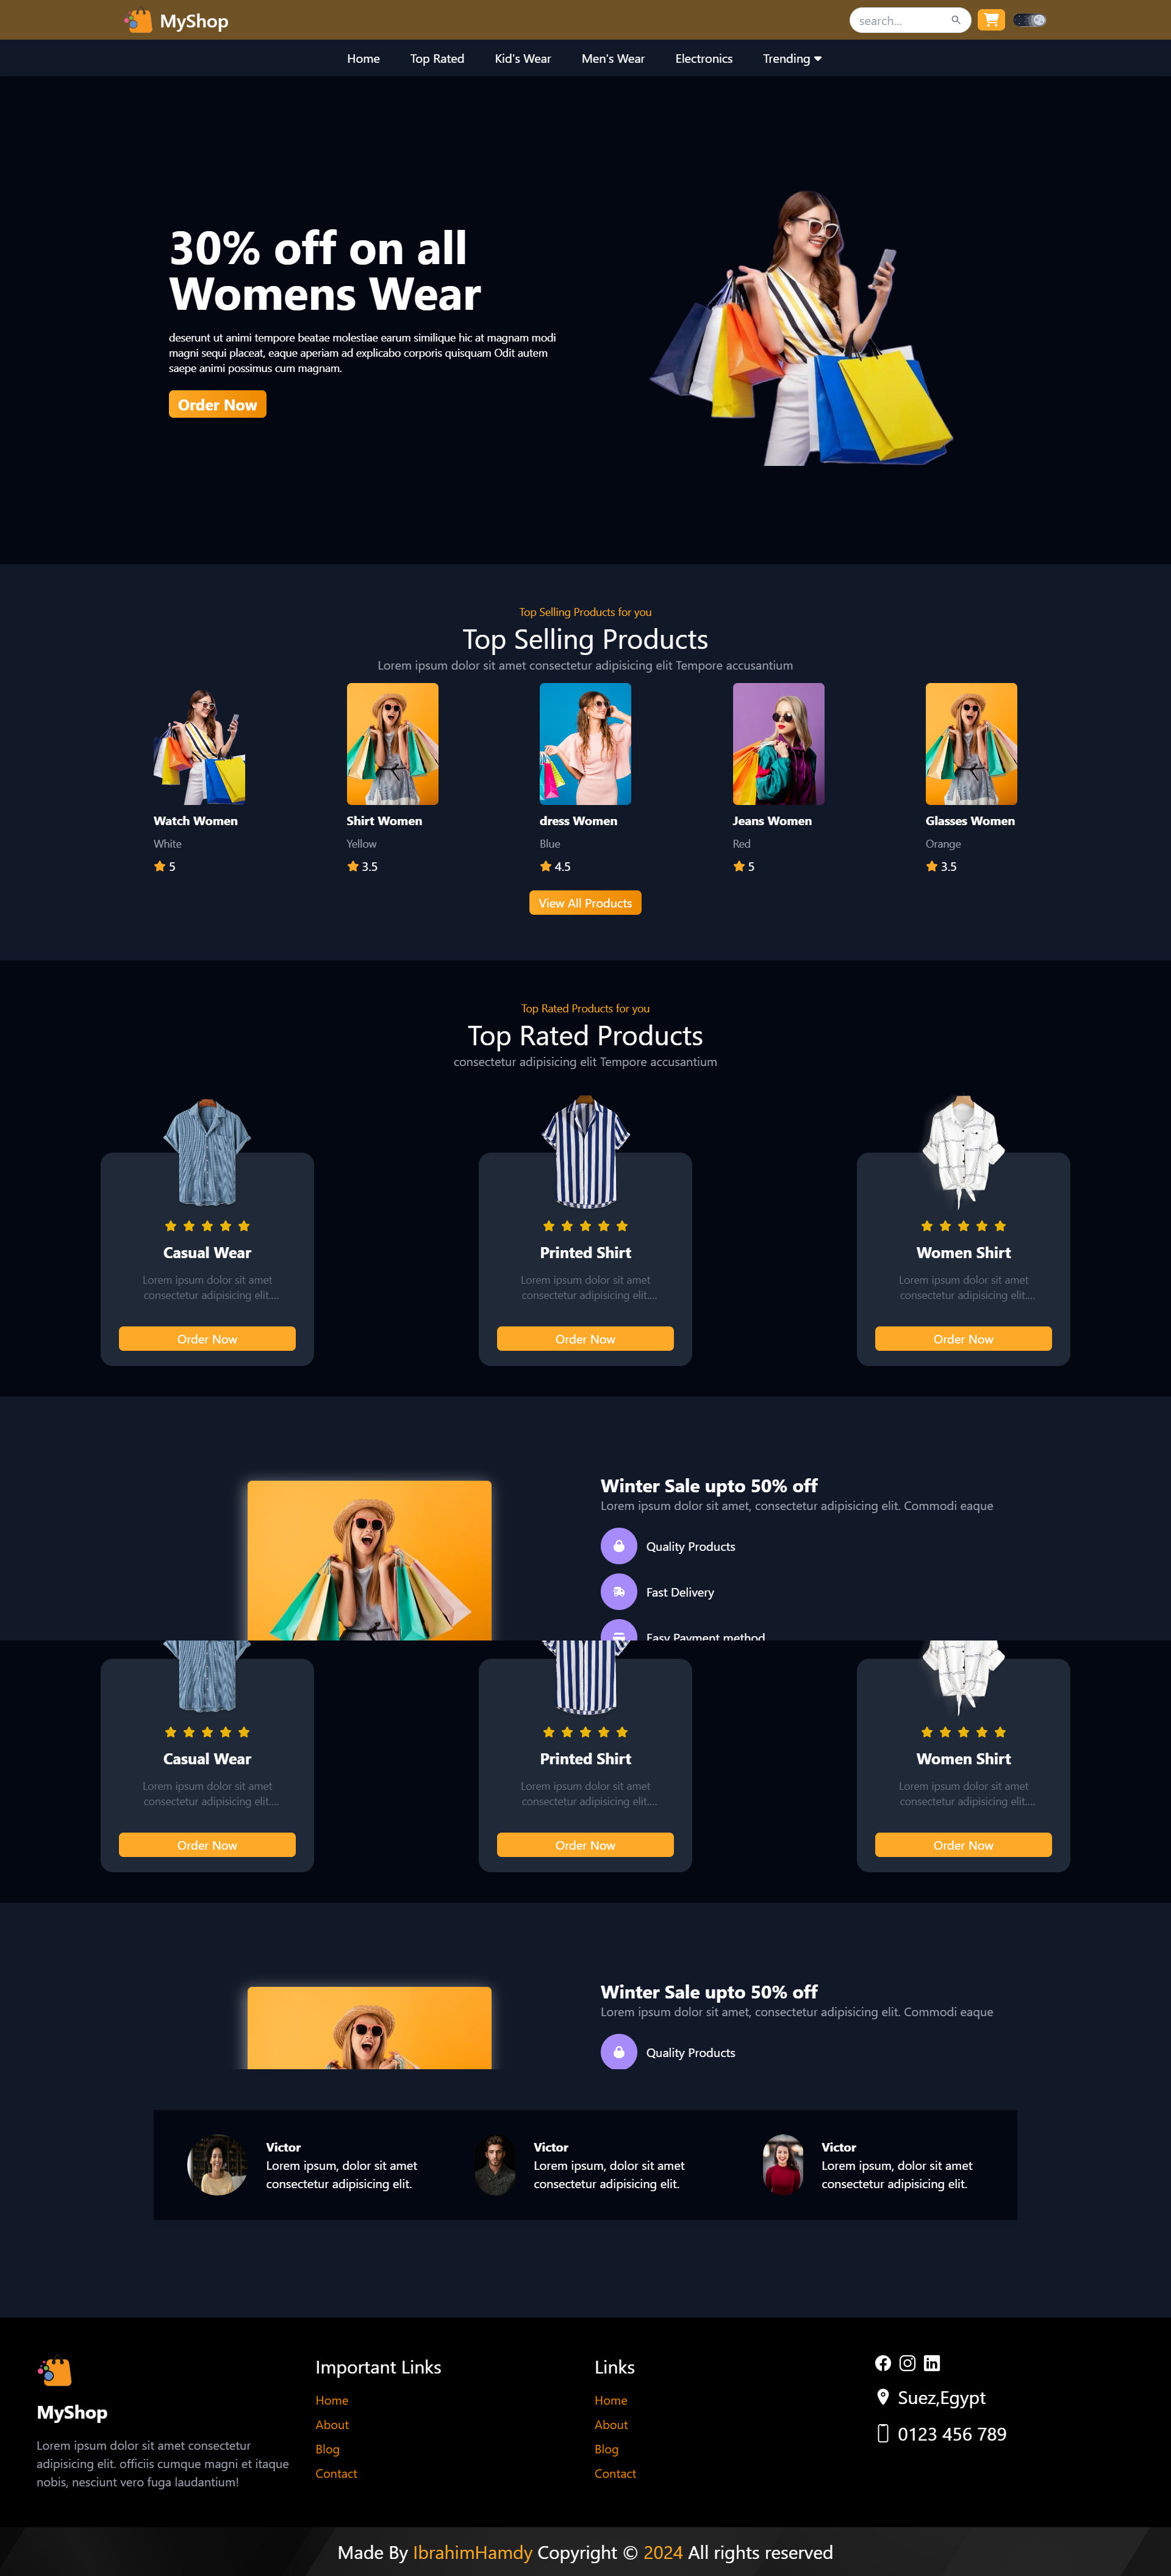 MyShop
search...
Home
Top Rated
Kid's Wear
Men's Wear
Electronics
Trending
30% off on all
Womens Wear
deserunt ut animi tempore beatae molestiae earum similique hic at magnam modi
magni sequi placeat, eaque aperiam ad explicabo corporis quisquam Odit autem
saepe animi possimus cum magnam.
Order Now
Top Selling Products for you
Top Selling Products
Lorem ipsum dolor sit amet consectetur adipisicing elit Tempore accusantium
Watch Women
White
5
Shirt Women
Yellow
3.5
dress Women
Blue
4.5
Jeans Women
Red
5
Glasses Women
Orange
3.5
View All Products
Top Rated Products for you
Top Rated Products
consectetur adipisicing elit Tempore accusantium
Casual Wear
Lorem ipsum dolor sit amet
consectetur adipisicing elit....
Order Now
Printed Shirt
Lorem ipsum dolor sit amet
consectetur adipisicing elit....
Order Now
Women Shirt
Lorem ipsum dolor sit amet
consectetur adipisicing elit....
Order Now
Winter Sale upto 50% off
Lorem ipsum dolor sit amet, consectetur adipisicing elit. Commodi eaque
Quality Products
Fast Delivery
Easy Payment method
Casual Wear
Lorem ipsum dolor sit amet
consectetur adipisicing elit....
Order Now
Printed Shirt
Lorem ipsum dolor sit amet
consectetur adipisicing elit....
Order Now
Women Shirt
Lorem ipsum dolor sit amet
consectetur adipisicing elit....
Order Now
Winter Sale upto 50% off
Lorem ipsum dolor sit amet, consectetur adipisicing elit. Commodi eaque
Quality Products
Victor
Lorem ipsum, dolor sit amet
consectetur adipisicing elit.
Victor
Lorem ipsum, dolor sit amet
consectetur adipisicing elit.
Victor
Lorem ipsum, dolor sit amet
consectetur adipisicing elit.
MyShop
Lorem ipsum dolor sit amet consectetur
adipisicing elit. officiis cumque magni et itaque
nobis, nesciunt vero fuga laudantium!
Important Links
Home
About
Blog
Contact
Links
Home
About
Blog
Contact
Suez,Egypt
0123 456 789
Made By IbrahimHamdy Copyright © 2024 All rights reserved